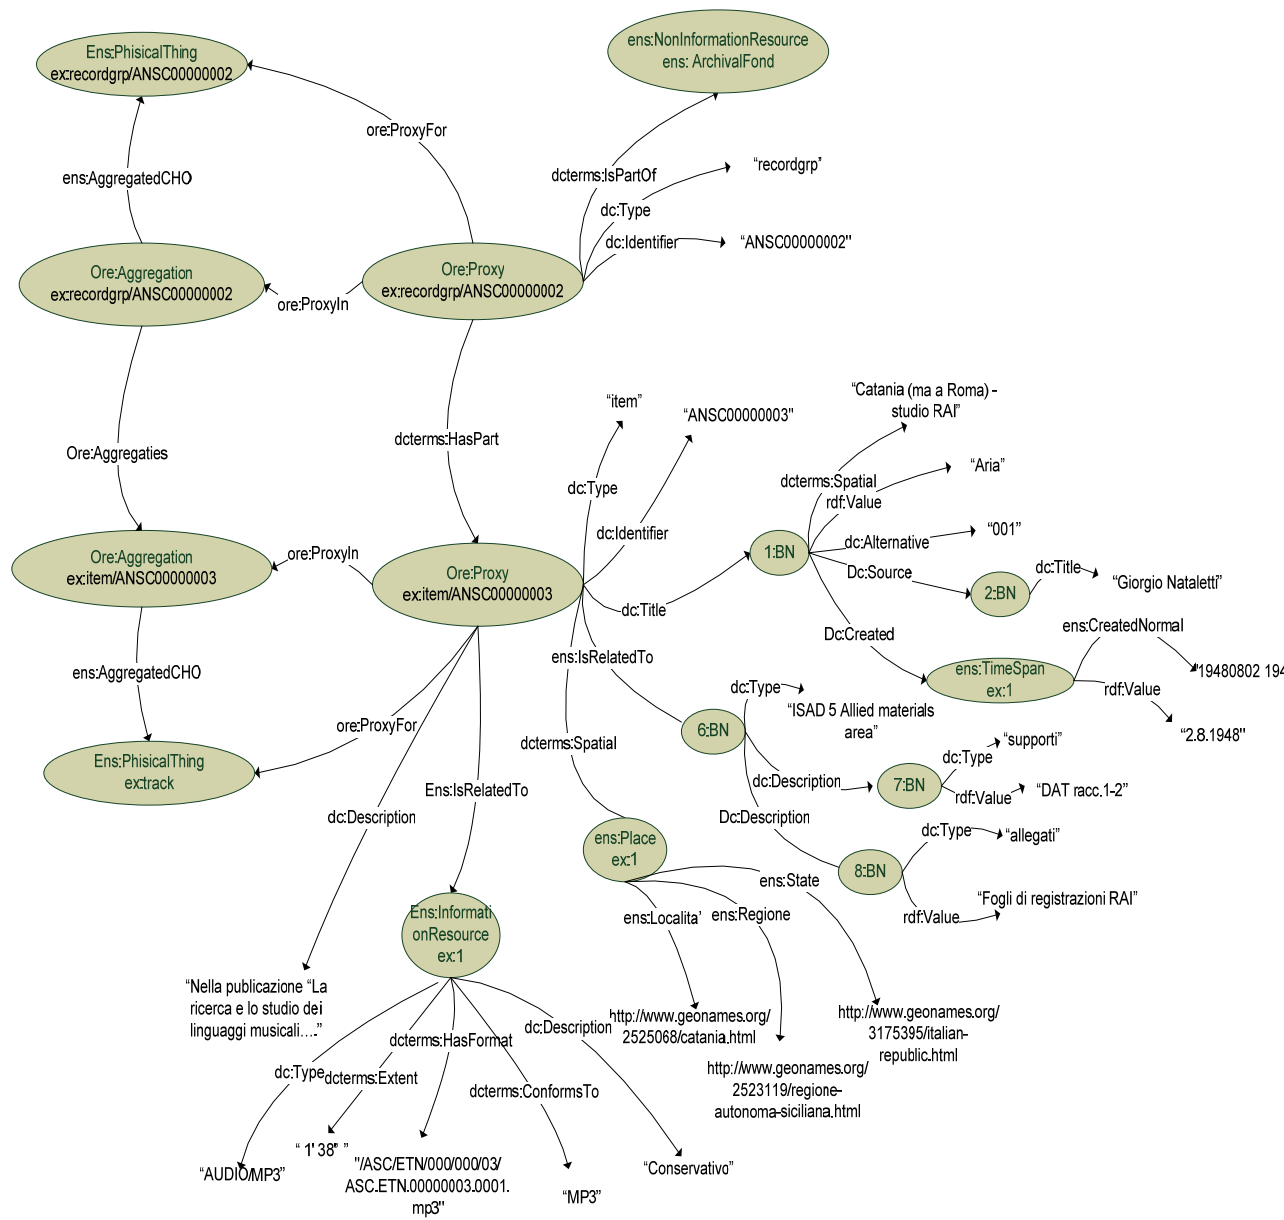 Ens:PhisicalThing
ex:recordgrp/ANSC00000002
ens:NonInformationResource
ens: ArchivalFond
ore:ProxyFor
ens:AggregatedCHO
dcterms:IsPartOf
"recordgrp"
dc:Type
dc:Identifier
"ANSC00000002"
Ore:Aggregation
ex:recordgrp/ANSC00000002
ore:ProxyIn
Ore:Proxy
ex:recordgrp/ANSC00000002
Ore:Aggregaties
dcterms:HasPart
"item"
"ANSC00000003"
dc:Type
dc:Identifier
"Catania (ma a Roma) -
studio RAI"
dcterms:Spatial
"Aria"
rdf:Value
dc:Alternative
"001"
Dc:Source
1:BN
2:BN
dc:Title
"Giorgio Nataletti"
Dc:Created
ens:CreatedNormal
ens:TimeSpan
ex:1
"19480802 194
rdf:Value
"2.8.1948"
Ore:Aggregation
ex:item/ANSC00000003
ore:ProxyIn
Ore:Proxy
ex:item/ANSC00000003
dc:Title
ens:IsRelatedTo
ens:AggregatedCHO
ore:ProxyFor
Ens:PhisicalThing
ex:track
dcterms:Spatial
6:BN
dc:Type
"ISAD 5 Allied materials
area"
dc:Description
7:BN
"supporti"
dc:Type
rdf:Value
"DAT racc.1-2"
Dc:Description
8:BN
dc:Type
"allegati"
rdf:Value
"Fogli di registrazioni RAI"
dc:Description
Ens:IsRelatedTo
ens:Place
ex:1
ens:State
ens:Regione
ens:Localita'
http://www.geonames.org/
2525068/catania.html
http://www.geonames.org/
2523119/regione-
autonoma-siciliana.html
http://www.geonames.org/
3175395/italian-
republic.html
Ens:Informati
onResource
ex:1
"Nella publicazione "La
ricerca e lo studio dei
linguaggi musicali…."
dc:Type
dcterms:Extent
dcterms:HasFormat
dcterms:ConformsTo
dc:Description
"AUDIO/MP3"
" 1' 38" "
"/ASC/ETN/000/000/03/
ASC.ETN.00000003.0001.
mp3"
"MP3"
"Conservativo"